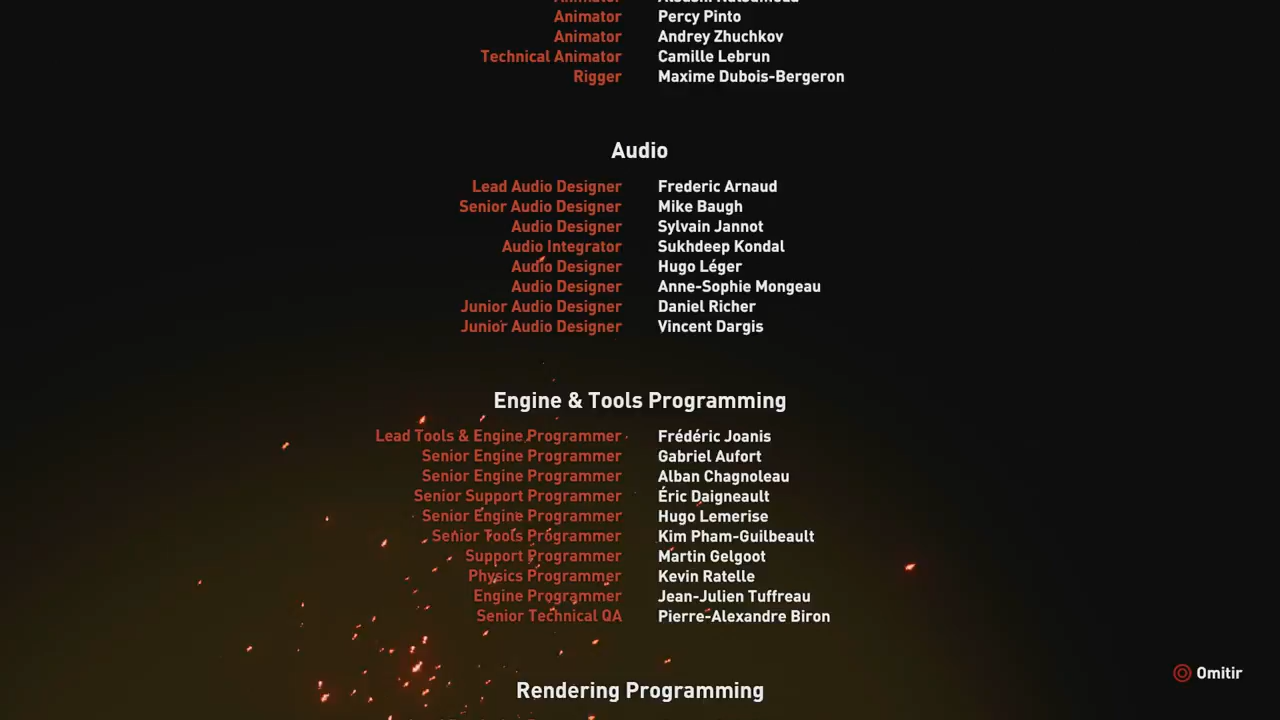 Animator Percy Pinto
Animator Andrey Zhuchkov
Technical Animator Camille Lebrun
Rigger Maxime Dubois-Bergeron
Audio
Lead Audio Designer Frederic Arnaud
Senior Audio Designer Mike Baugh
Audio Designer Sylvain Jannot
Audio Integrator Sukhdeep Kondal
Audio Designer Hugo Léger
Audio Designer Anne-Sophie Mongeau
Junior Audio Designer Daniel Richer
Junior Audio Designer Vincent Dargis
Engine & Tools Programming
Lead Tools & Engine Programmer Frédéric Joanis
Senior Engine Programmer Gabriel Aufort
Senior Engine Programmer Alban Chagnoleau
Senior Support Programmer Éric Daigneault
Senior Engine Programmer Hugo Lemerise
Senior Tools Programmer Kim Pham-Guilbeault
Support Programmer Martin Gelgoot
Physics Programmer Kevin Ratelle
Engine Programmer Jean-Julien Tuffreau
Senior Technical QA Pierre-Alexandre Biron
Omitir
Rendering Programming